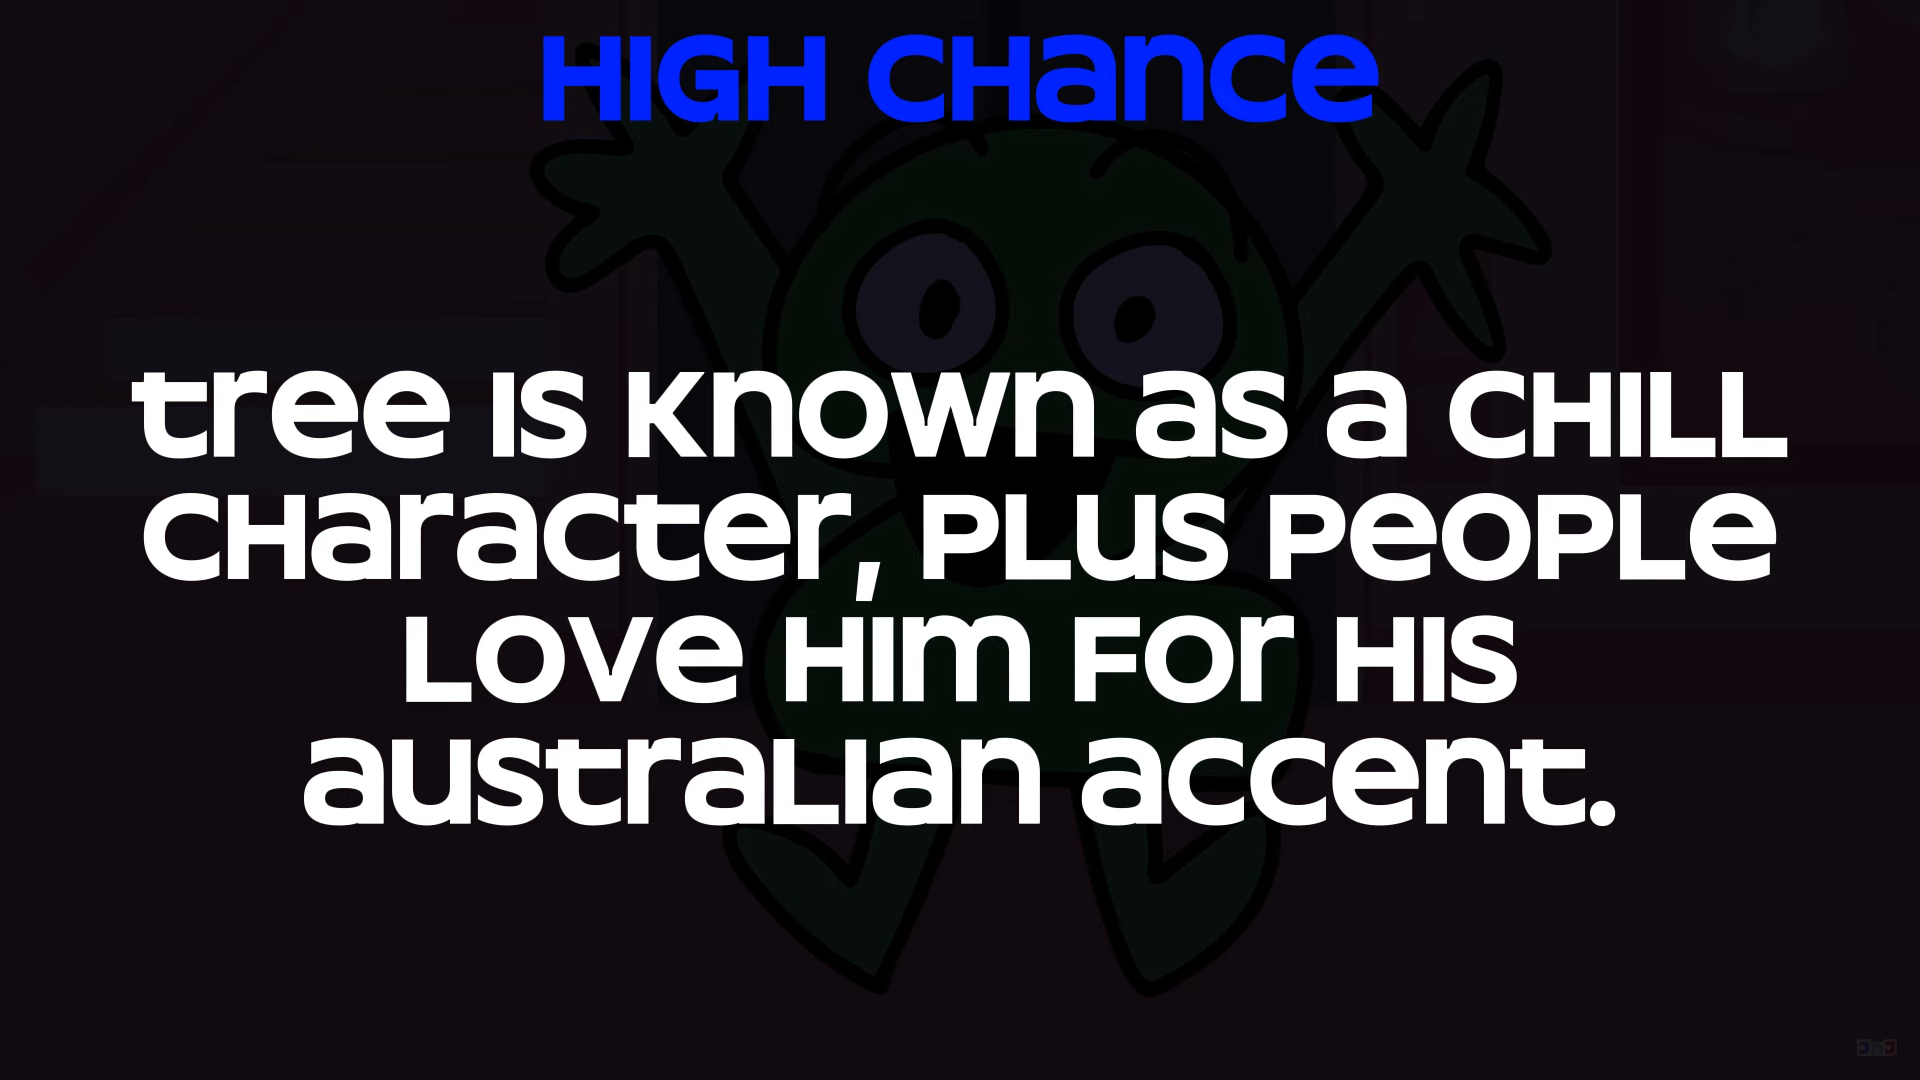 HIGH CHance
tree IS Known as a CHILL
CHaracter, PLUS PeOPLe
LOVe HIm FOr HIS
aUStraLIan accent.